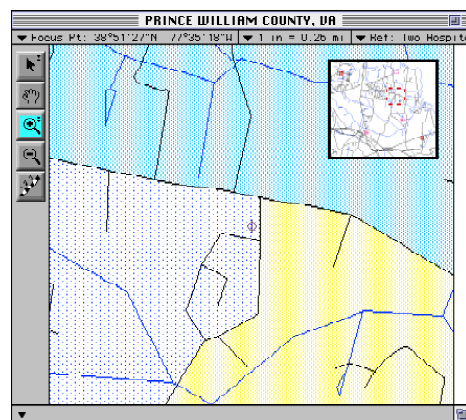 PRINCE WILLIAM COUNTY, VA
Focus Pt: 38°51'27"N 77°35'18"W 1 in = 0.26 mi Ref: Two Hospita